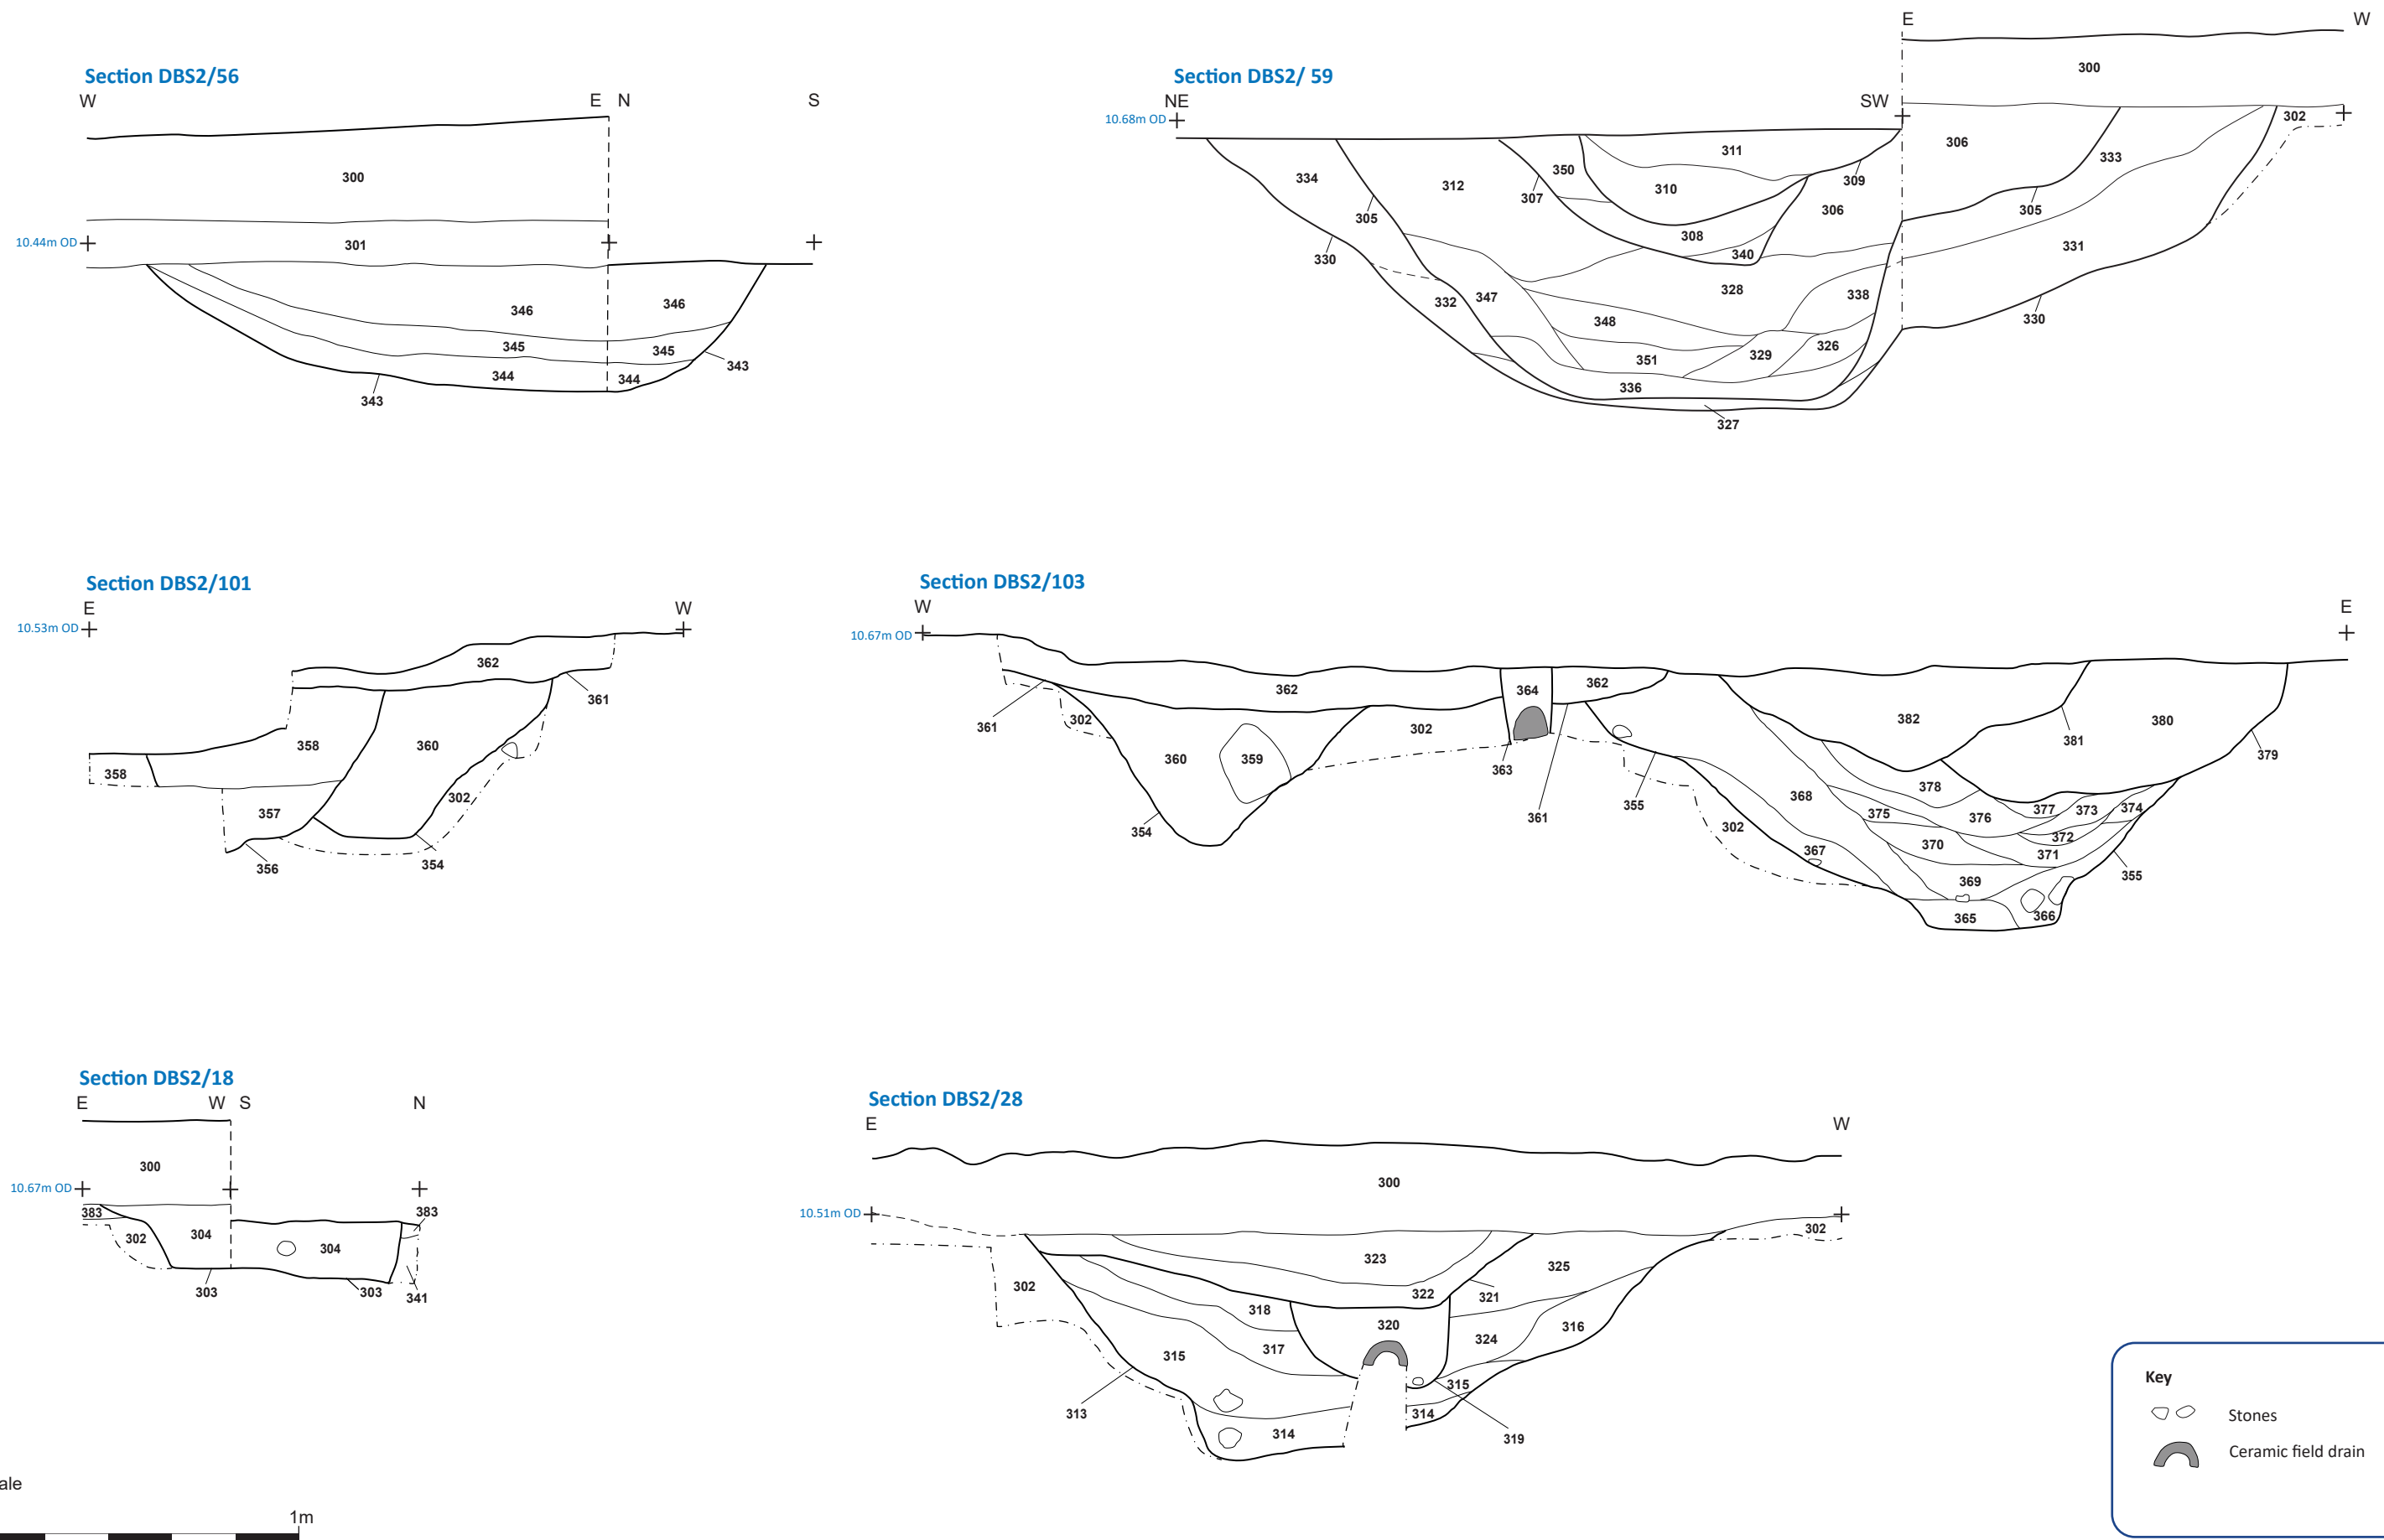 Section DBS2/56
W E N S
300
10.44m OD
301
346 346
345 345
344 344
343
343
Section DBS2/ 59
E W
NE
SW
10.68m OD
300
302
311
306
333
350
334 312 310 309
307
305 306 305
308
340
330
331
328
332 347 338
348
330
326
329
351
336
327
Section DBS2/101
E W
10.53m OD
362
361
358 360
358
302
357
356 354
Section DBS2/103
W E
10.67m OD
362 364 362
361 302 302
382 380
381
360 359
363
379
355
361
354
378
368
375 376 377 373 374
302
372
370
367
371
369
355
365 366
Section DBS2/18
E W S N
300
10.67m OD
383 383
302 304 304
303 303 341
Section DBS2/28
E W
300
10.51m OD
302
323
325
302
322 321
318
320
316
324
317
315
315
313
314
314
319
ale
1m
Key
Stones
Ceramic field drain